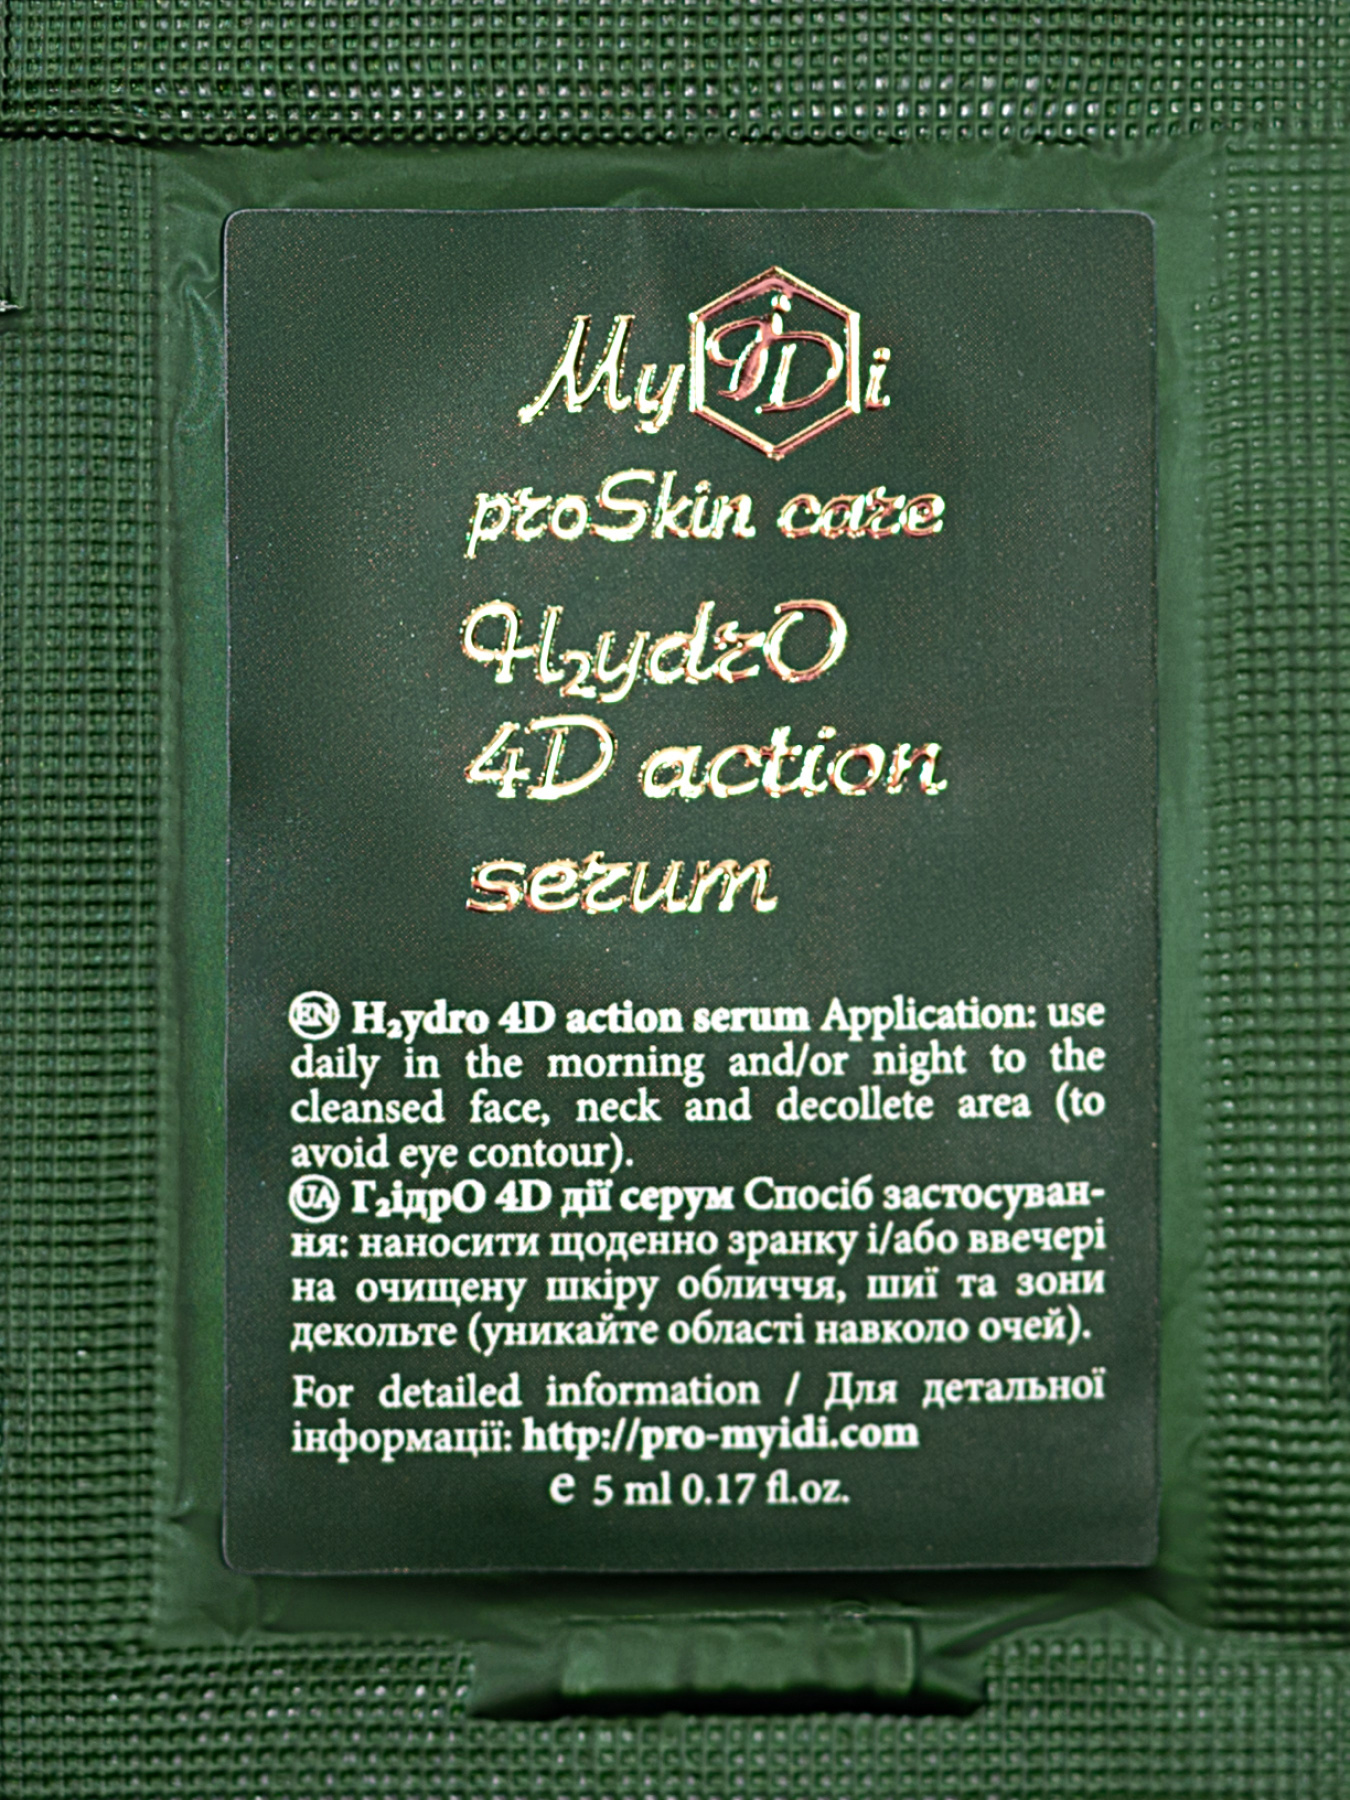 MyiDi
proSkin care
H₂ydrO
4D action
serum
EN H₂ydro 4D action serum Application: use
daily in the morning and/or night to the
cleansed face, neck and decollete area (to
avoid eye contour).
UA Г₂ідрО 4D дії серум Спосіб застосуван-
ня: наносити щоденно зранку і/або ввечері
на очищену шкіру обличчя, шиї та зони
декольте (уникайте області навколо очей).
For detailed information / Для детальної
інформації: http://pro-myidi.com
e 5 ml 0.17 fl.oz.